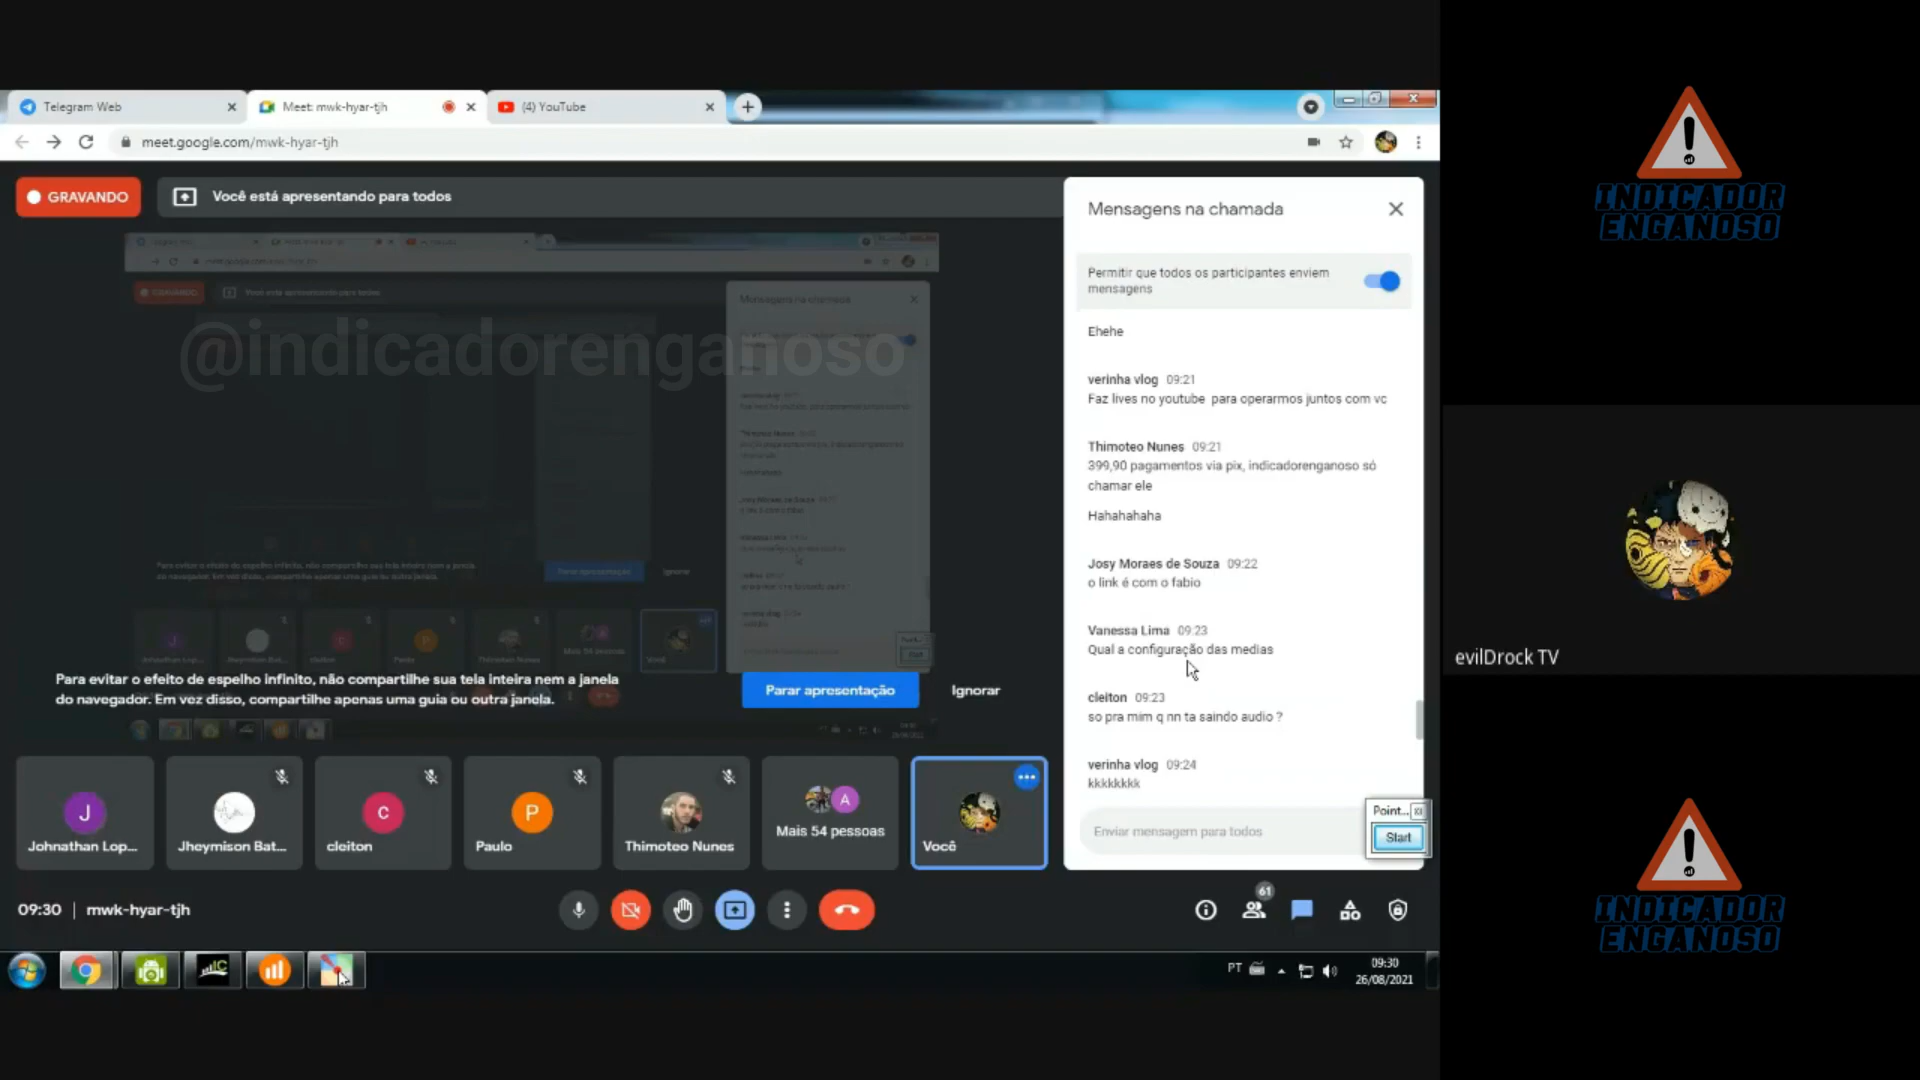 Telegram Web
Meet: mwk-hyar-tjh
(4) YouTube
meet.google.com/mwk-hyar-tjh
GRAVANDO
Você está apresentando para todos
@indicadorenganoso
Para evitar o efeito de espelho infinito, não compartilhe sua tela inteira nem a janela
do navegador. Em vez disso, compartilhe apenas uma guia ou outra janela.
Parar apresentação
Ignorar
Mensagens na chamada
Permitir que todos os participantes enviem
mensagens
Ehehe
verinha vlog 09:21
Faz lives no youtube para operarmos juntos com vc
Thimoteo Nunes 09:21
399,90 pagamentos via pix, indicadorenganoso só
chamar ele
Hahahahaha
Josy Moraes de Souza 09:22
o link é com o fabio
Vanessa Lima 09:23
Qual a configuração das medias
cleiton 09:23
so pra mim q nn ta saindo audio ?
verinha vlog 09:24
kkkkkkkk
Enviar mensagem para todos
Point...
Start
J
Johnathan Lop...
Jheymison Bat...
c
cleiton
P
Paulo
Thimoteo Nunes
A
Mais 54 pessoas
Você
09:30 | mwk-hyar-tjh
61
PT
09:30
26/08/2021
INDICADOR
ENGANOSO
evilDrock TV
INDICADOR
ENGANOSO